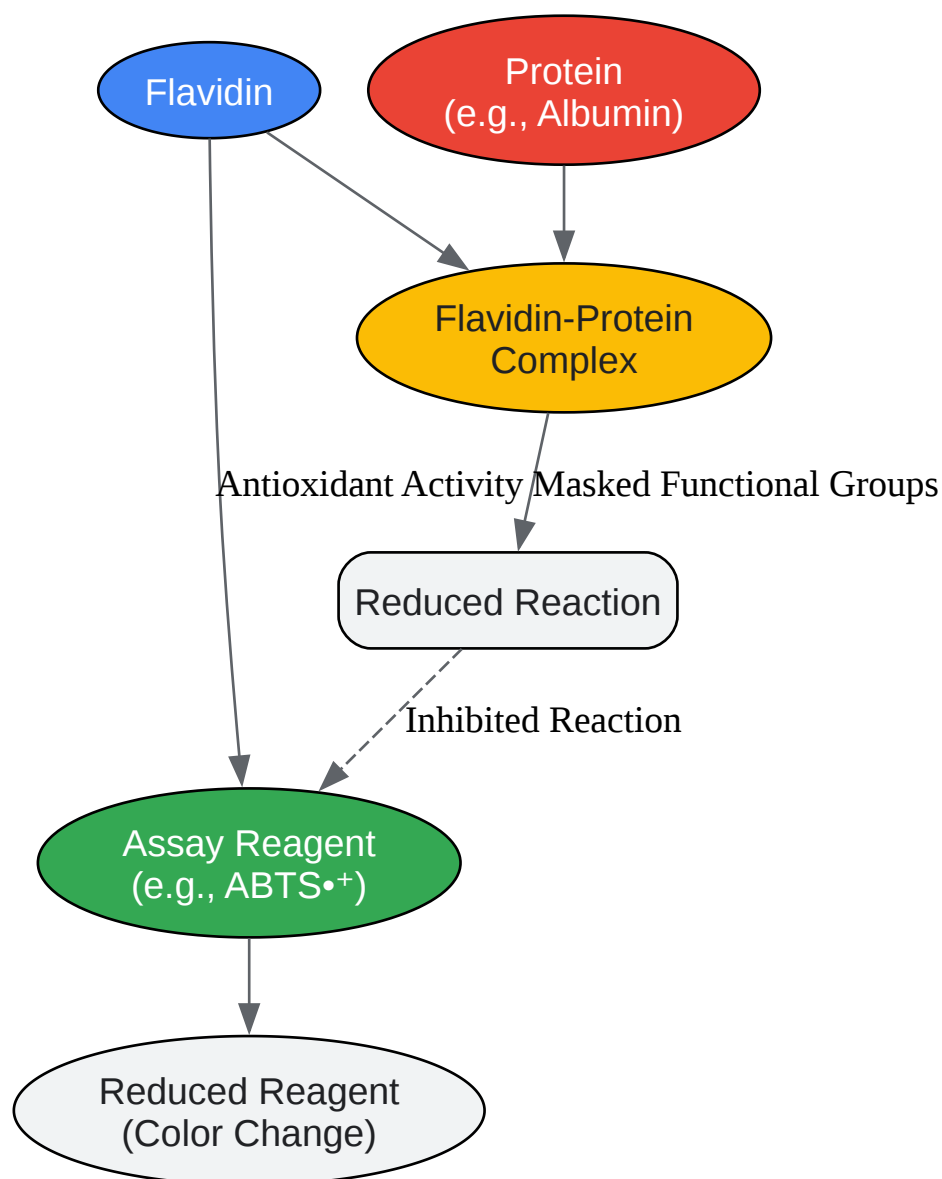 Flavidin
Protein
(e.g., Albumin)
Flavidin-Protein
Complex
Antioxidant Activity
Masked Functional Groups
Reduced Reaction
Inhibited Reaction
Assay Reagent
(e.g., ABTS•⁺)
Reduced Reagent
(Color Change)